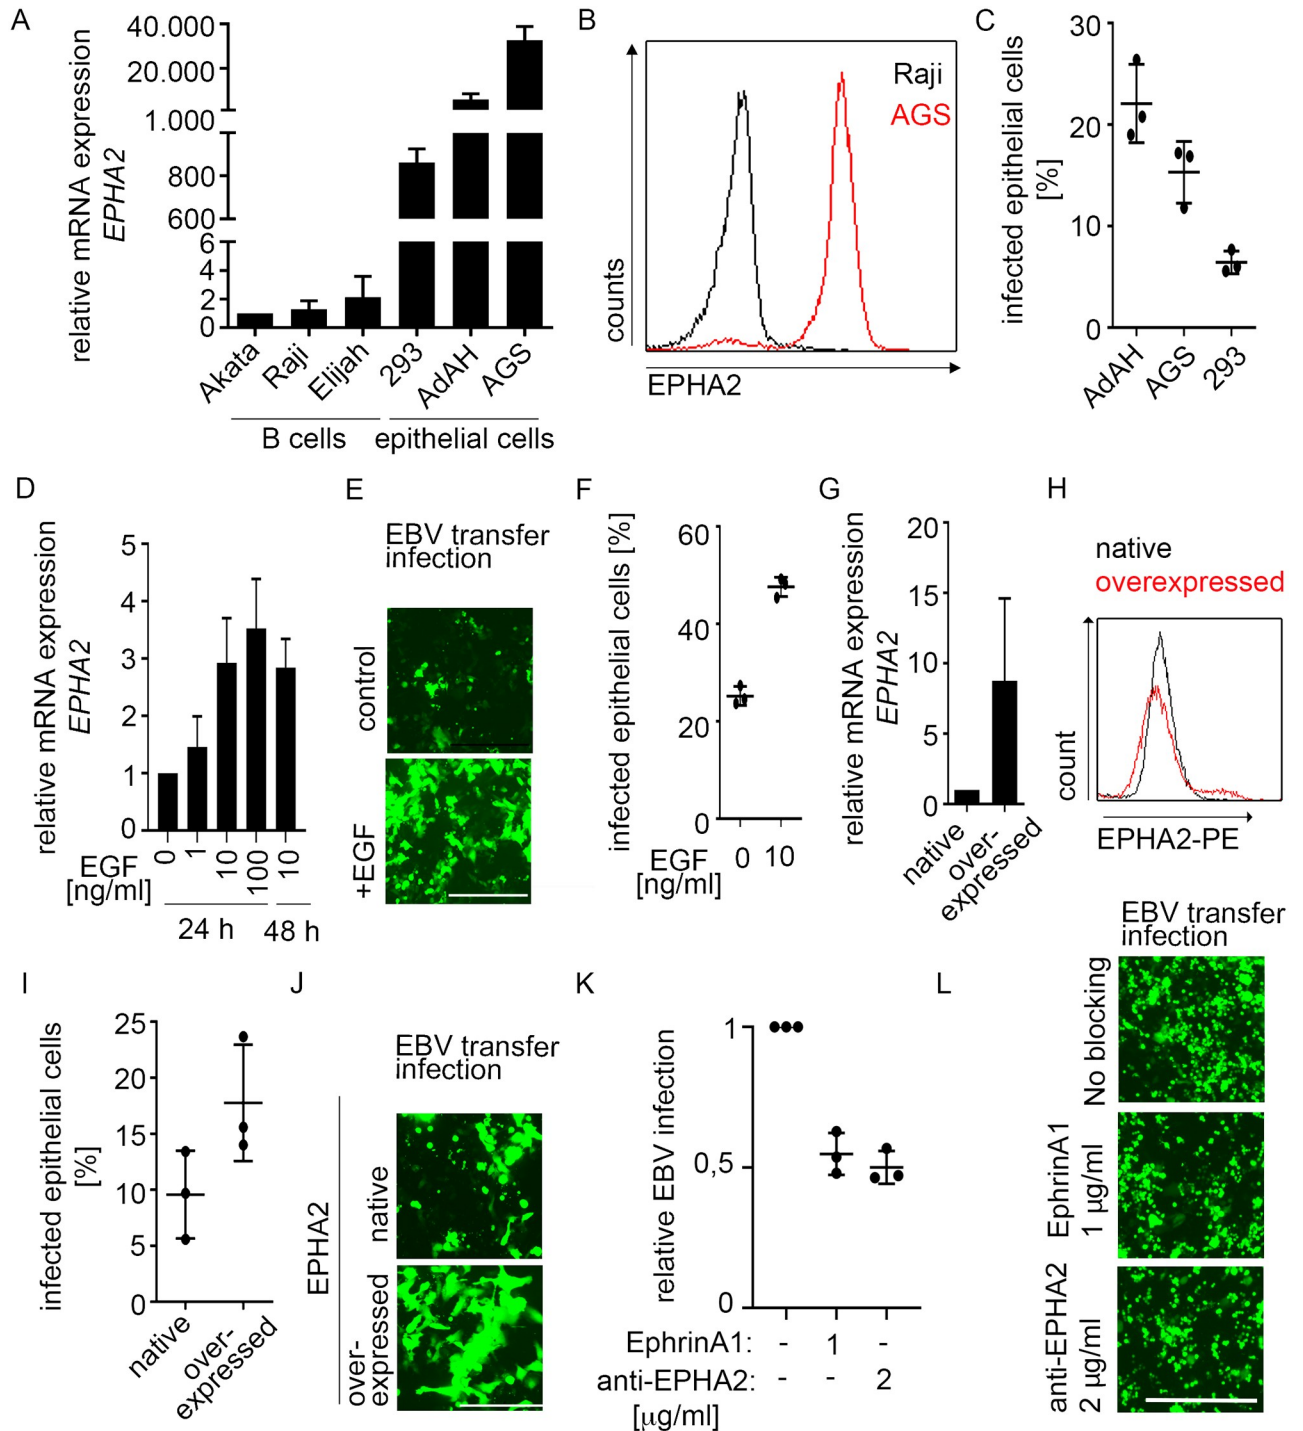 A
relative mRNA expression
EPHA2
40.000
20.000
1.000
800
600
6
4
2
0
Akata
Raji
Elijah
293
AdAH
AGS
B cells
epithelial cells
B
Raji
AGS
counts
EPHA2
C
infected epithelial cells
[%]
30
20
10
0
AdAH
AGS
293
D
relative mRNA expression
EPHA2
5
4
3
2
1
0
EGF
[ng/ml]
0
1
10
100
10
24 h
48 h
E
EBV transfer
infection
control
+EGF
F
infected epithelial cells [%]
60
40
20
0
EGF
[ng/ml]
0
10
G
relative mRNA expression
EPHA2
20
15
10
5
0
native
over-
expressed
H
native
overexpressed
count
EPHA2-PE
I
infected epithelial cells
[%]
25
20
15
10
5
0
native
over-
expressed
J
EBV transfer
infection
EPHA2
native
over-
expressed
K
relative EBV infection
1
0,5
0
EphrinA1: - 1 -
anti-EPHA2: - - 2
[µg/ml]
L
EBV transfer
infection
No blocking
EphrinA1
1 µg/ml
anti-EPHA2
2 µg/ml